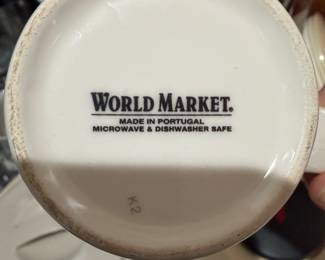 WORLD MARKET.
MADE IN PORTUGAL
MICROWAVE & DISHWASHER SAFE
K2